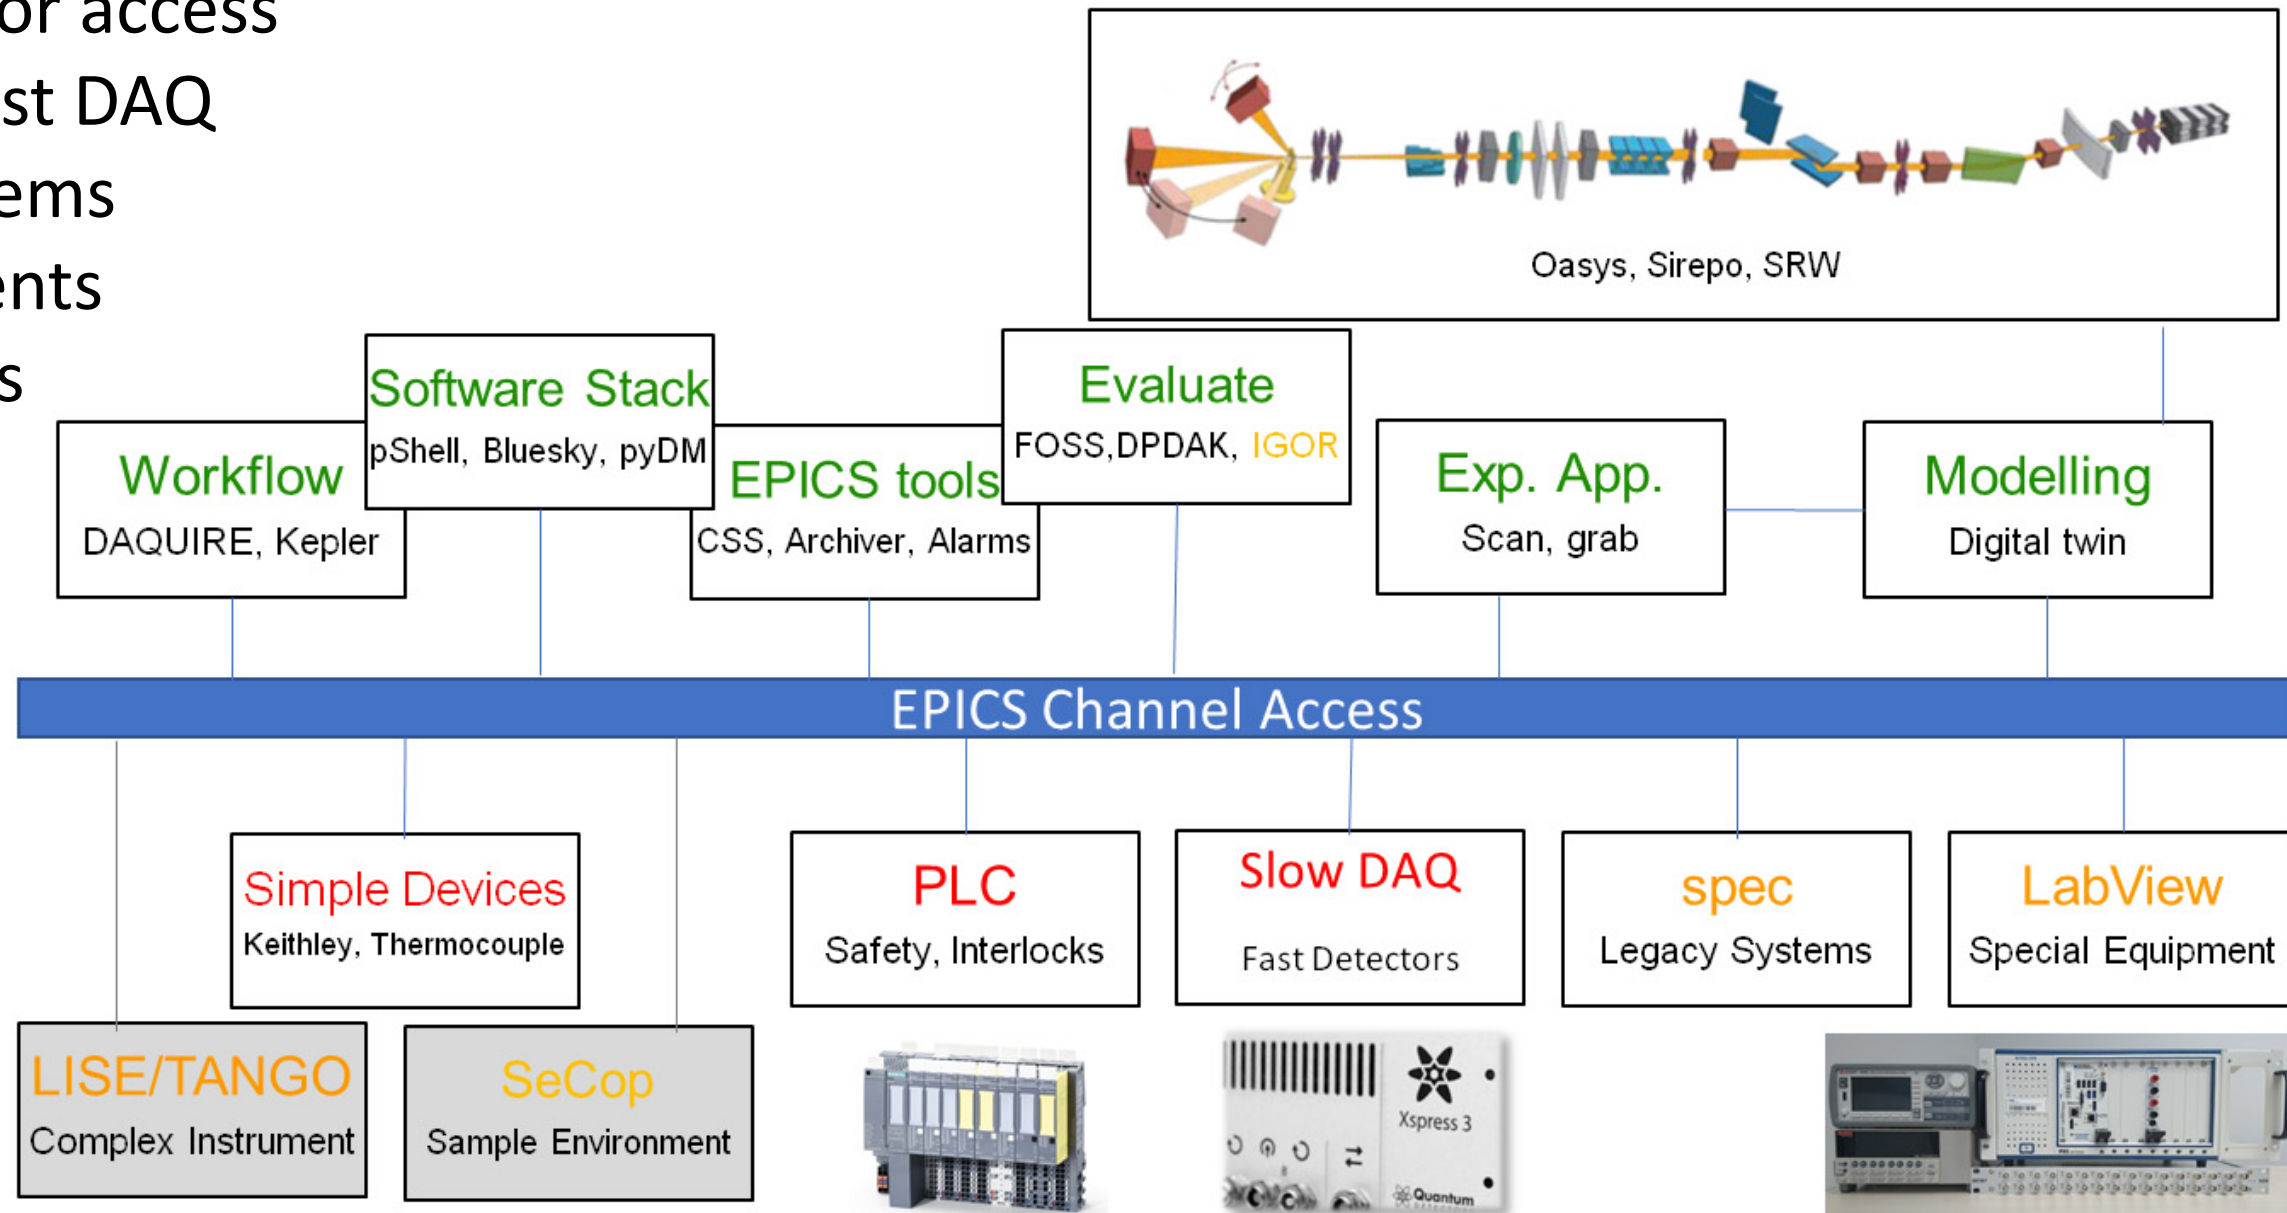 or access
st DAQ
ems
ents
s
Oasys, Sirepo, SRW
Software Stack
pShell, Bluesky, pyDM
Evaluate
FOSS,DPDAK, IGOR
Workflow
DAQUIRE, Kepler
EPICS tools
CSS, Archiver, Alarms
Exp. App.
Scan, grab
Modelling
Digital twin
EPICS Channel Access
Simple Devices
Keithley, Thermocouple
PLC
Safety, Interlocks
Slow DAQ
Fast Detectors
spec
Legacy Systems
LabView
Special Equipment
LISE/TANGO
Complex Instrument
SeCop
Sample Environment
Xspress 3
Quantum